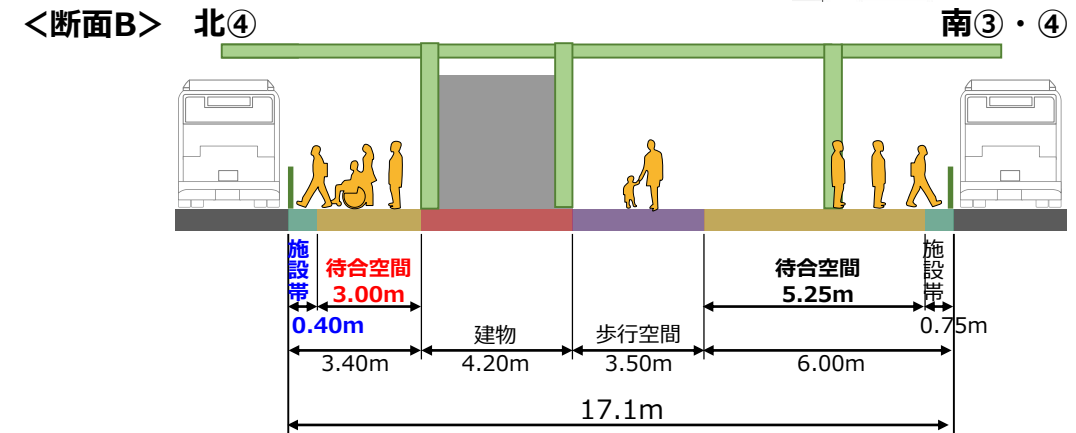 <断面B> 北④
南③・④
施設帯
待合空間
3.00m
待合空間
5.25m
施設帯
0.40m
0.75m
建物
歩行空間
3.40m
4.20m
3.50m
6.00m
17.1m